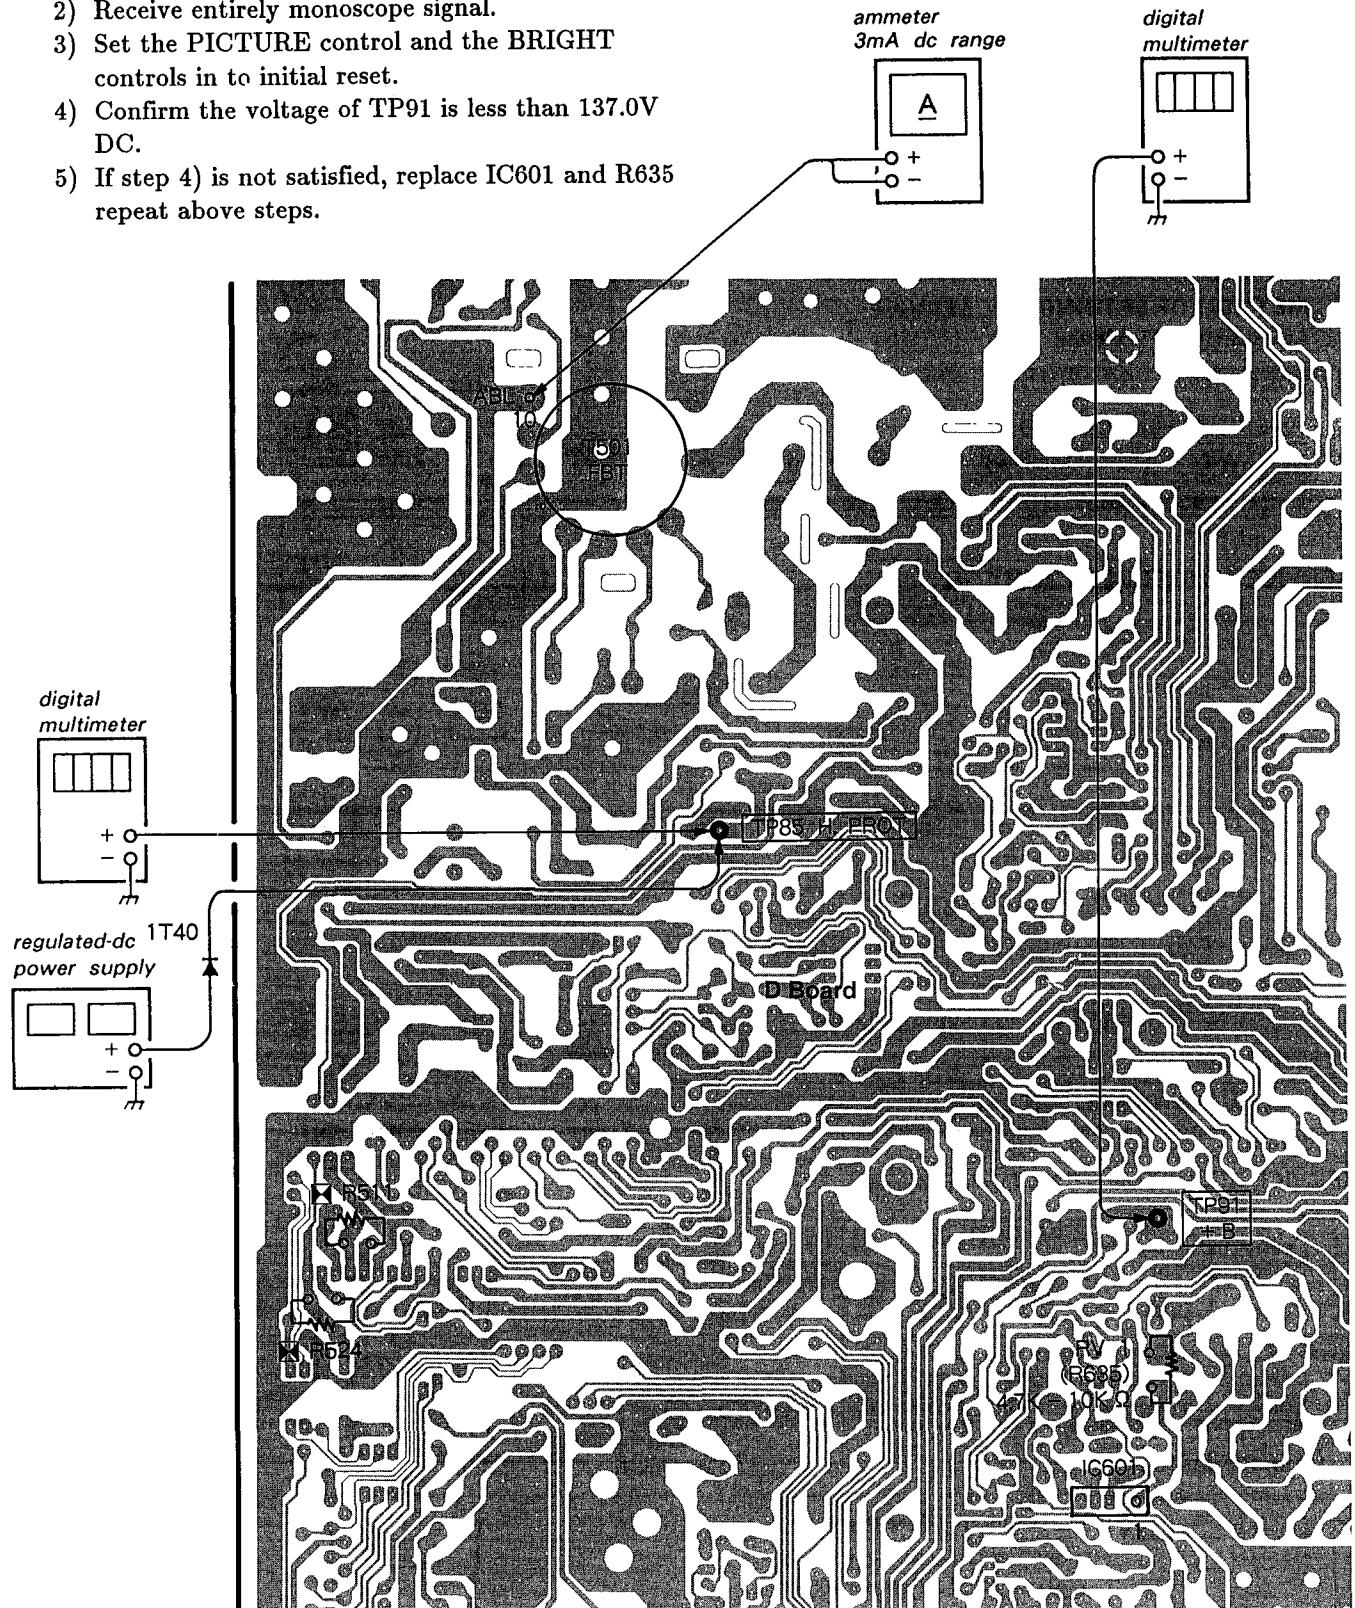 2) Receive entirely monoscope signal.
3) Set the PICTURE control and the BRIGHT
controls in to initial reset.
4) Confirm the voltage of TP91 is less than 137.0V
DC.
5) If step 4) is not satisfied, replace IC601 and R635
repeat above steps.
ammeter
3mA dc range
A
+
−
digital
multimeter
+
−
ABL
10
T501
FBT
digital
multimeter
+
−
TP85 H. PROT
1T40
regulated-dc
power supply
+
−
D Board
R511
TP91
+ B
R524
RV 1
(R635)
4.7K – 10K Ω
IC601
1